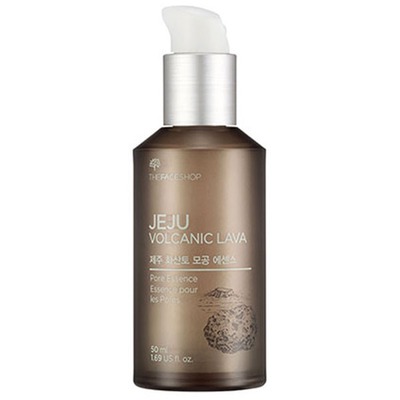 THEFACESHOP
JEJU
VOLCANIC LAVA
제주 화산토 모공 에센스
Pore Essence
Essence pour
les Pores
50 ml
1.69 US fl. oz.